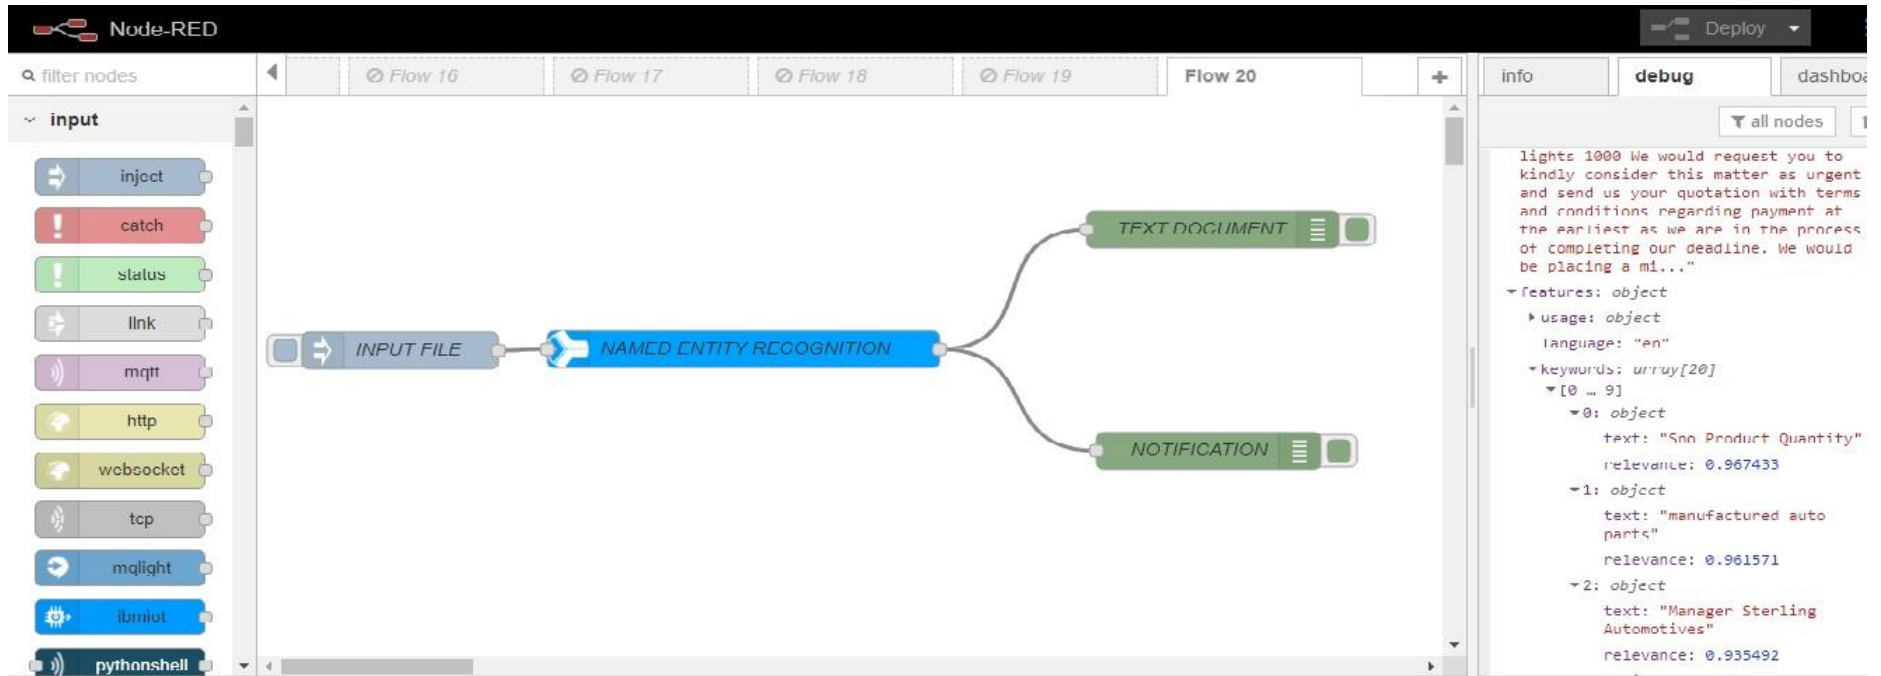 Node-RED
Deploy
filter nodes
Flow 16
Flow 17
Flow 18
Flow 19
Flow 20
+
info
debug
dashboa
input
all nodes
inject
catch
status
link
mqtt
http
websocket
tcp
mqlight
ibmiot
pythonshell
INPUT FILE
NAMED ENTITY RECOGNITION
TEXT DOCUMENT
NOTIFICATION
lights 1000 We would request you to
kindly consider this matter as urgent
and send us your quotation with terms
and conditions regarding payment at
the earliest as we are in the process
of completing our deadline. We would
be placing a mi..."
features: object
usage: object
language: "en"
keywords: array[20]
[0 … 9]
0: object
text: "Sno Product Quantity"
relevance: 0.967433
1: object
text: "manufactured auto
parts"
relevance: 0.961571
2: object
text: "Manager Sterling
Automotives"
relevance: 0.935492